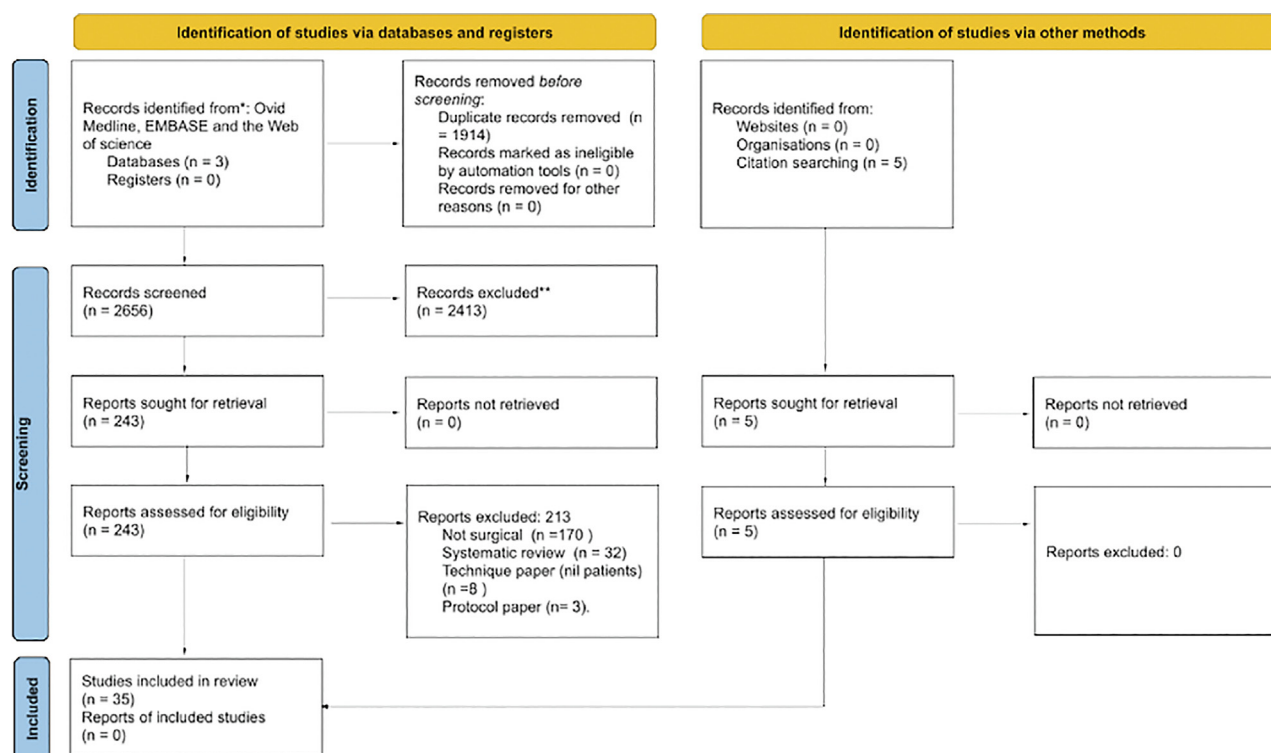 Identification of studies via databases and registers
Identification of studies via other methods
Identification
Records identified from*: Ovid
Medline, EMBASE and the Web
of science
Databases (n = 3)
Registers (n = 0)
Records removed before
screening:
Duplicate records removed (n
= 1914)
Records marked as ineligible
by automation tools (n = 0)
Records removed for other
reasons (n = 0)
Records identified from:
Websites (n = 0)
Organisations (n = 0)
Citation searching (n = 5)
Screening
Records screened
(n = 2656)
Records excluded**
(n = 2413)
Reports sought for retrieval
(n = 243)
Reports not retrieved
(n = 0)
Reports sought for retrieval
(n = 5)
Reports not retrieved
(n = 0)
Reports assessed for eligibility
(n = 243)
Reports excluded: 213
Not surgical (n =170 )
Systematic review (n = 32)
Technique paper (nil patients)
(n =8 )
Protocol paper (n= 3).
Reports assessed for eligibility
(n = 5)
Reports excluded: 0
Included
Studies included in review
(n = 35)
Reports of included studies
(n = 0)